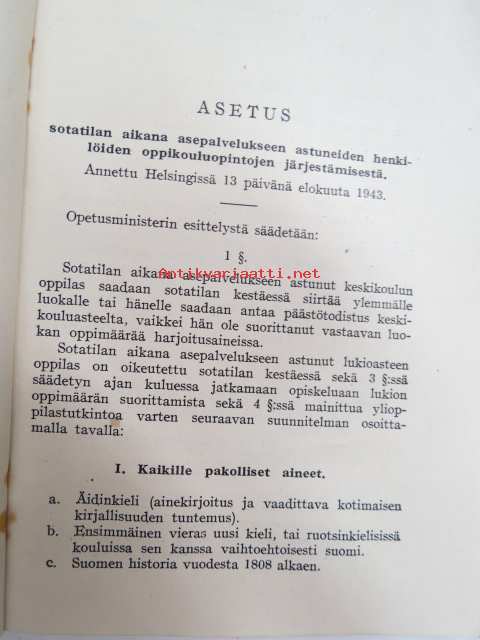 ASETUS
sotatilan aikana asepalvelukseen astuneiden henki-
löiden oppikouluopintojen järjestämisestä.
Annettu Helsingissä 13 päivänä elokuuta 1943.
Opetusministerin esittelystä säädetään:
1 §.
Sotatilan aikana asepalvelukseen astunut keskikoulun
Antikvariaatti.net
oppilas saadaan sotatilan kestäessä siirtää ylemmälle
luokalle tai hänelle saadaan antaa päästötodistus keski-
kouluasteelta, vaikkei hän ole suorittanut vastaavan luo-
kan oppimäärää harjoitusaineissa.
Sotatilan aikana asepalvelukseen astunut lukioasteen
oppilas on oikeutettu sotatilan kestäessä sekä 3 §:ssä
säädetyn ajan kuluessa jatkamaan opiskeluaan lukion
oppimäärän suorittamista sekä 4 §:ssä mainittua yliop-
pilastutkintoa varten seuraavan suunnitelman osoitta-
malla tavalla:
I. Kaikille pakolliset aineet.
a. Äidinkieli (ainekirjoitus ja vaadittava kotimaisen
kirjallisuuden tuntemus).
b. Ensimmäinen vieras uusi kieli, tai ruotsinkielisissä
kouluissa sen kanssa vaihtoehtoisesti suomi.
c. Suomen historia vuodesta 1808 alkaen.